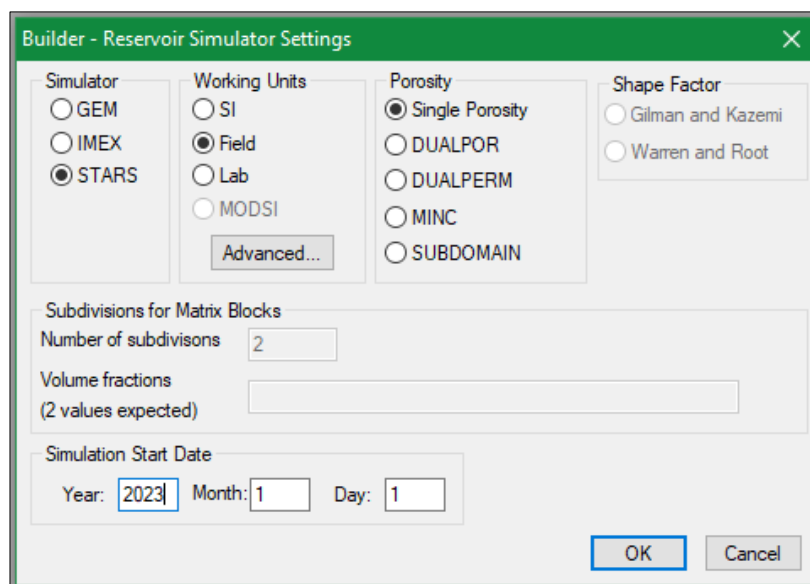 Builder - Reservoir Simulator Settings
Simulator
GEM
IMEX
STARS
Working Units
SI
Field
Lab
MODSI
Advanced...
Porosity
Single Porosity
DUALPOR
DUALPERM
MINC
SUBDOMAIN
Shape Factor
Gilman and Kazemi
Warren and Root
Subdivisions for Matrix Blocks
Number of subdivisons 2
Volume fractions
(2 values expected)
Simulation Start Date
Year: 2023 Month: 1 Day: 1
OK Cancel